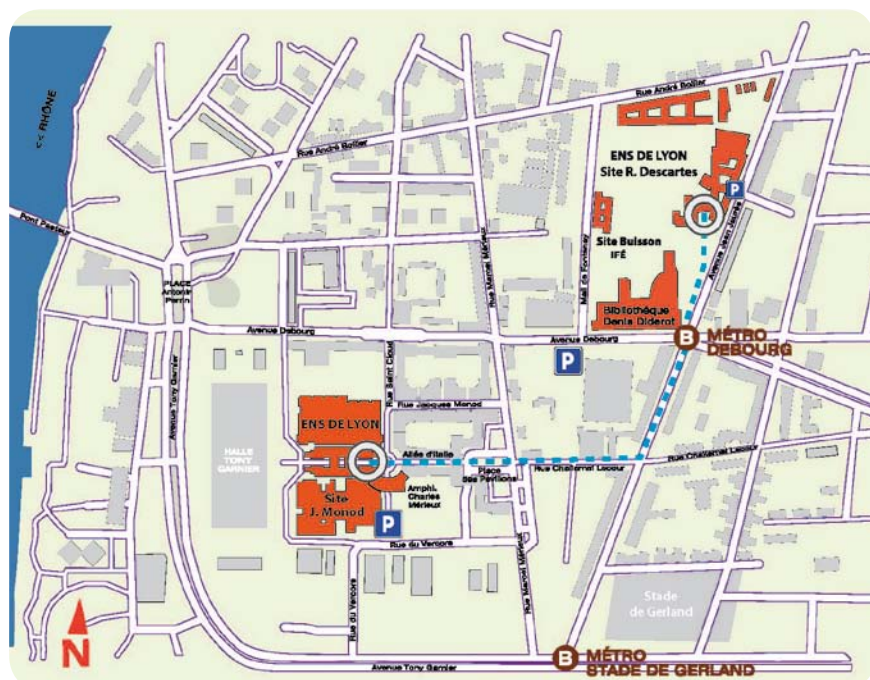 << RHÔNE
Rue André Bollier
Rue André Bollier
ENS DE LYON
Site R. Descartes
P
Pont Pasteur
PLACE
Antonin
Perrin
Rue Marcel Mérieux
Mail de Fontenay
Site Buisson
IFÉ
Avenue Jean Jaurès
Bibliothèque
Denis Diderot
Avenue Debourg
Avenue Debourg
B
MÉTRO
DEBOURG
P
Avenue Tony Garnier
Rue Saint Cloud
Rue Jacques Monod
ENS DE LYON
HALLE
TONY
GARNIER
Allée d'Italie
Place
des Pavillons
Rue Challemel Lacour
Rue Challemel Lacour
Amphi.
Charles
Mérieux
Site
J. Monod
P
Rue du Vercors
Rue du Vercors
Rue Marcel Mérieux
Stade
de Gerland
N
B
MÉTRO
STADE DE GERLAND
Avenue Tony Garnier